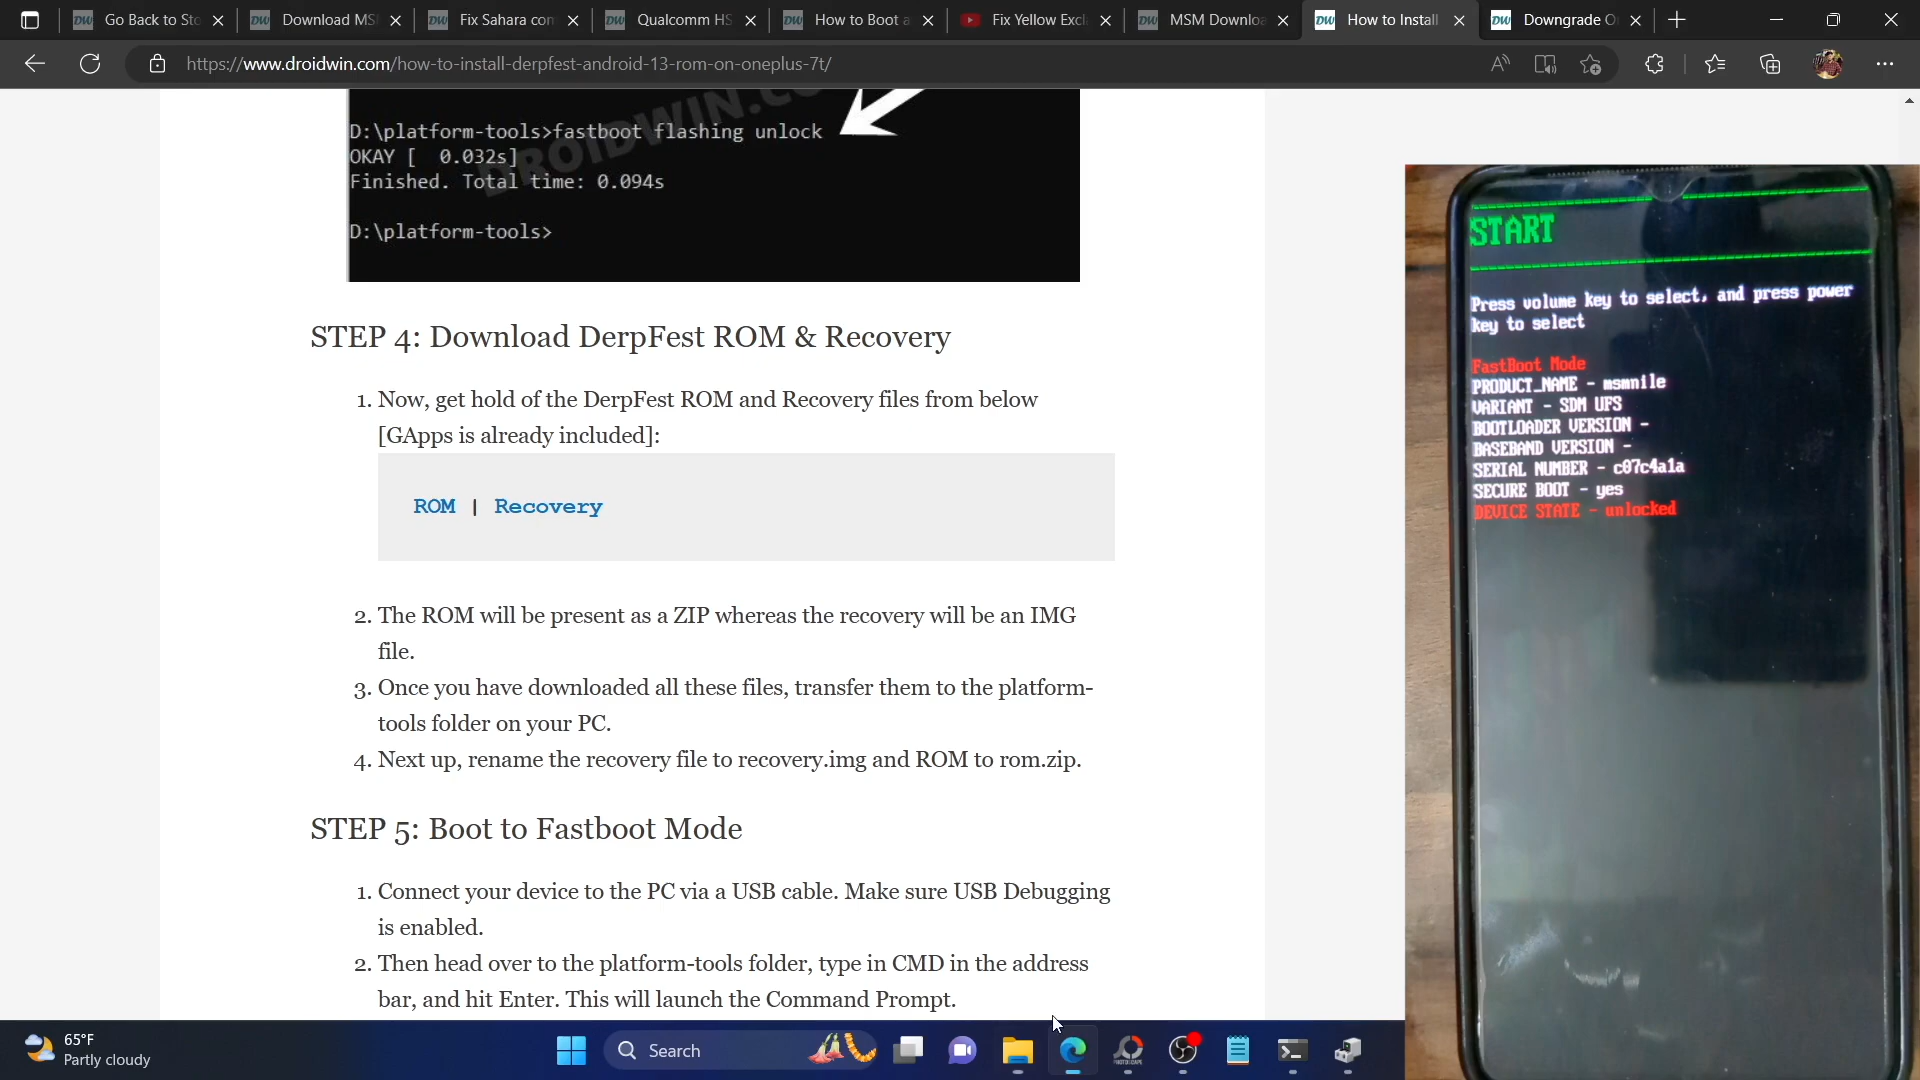 Go Back to Sto
Download MS
Fix Sahara com
Qualcomm HS
How to Boot a
Fix Yellow Excl
MSM Downloa
How to Install
Downgrade O
https://www.droidwin.com/how-to-install-derpfest-android-13-rom-on-oneplus-7t/
DROIDWIN.CO
D:\platform-tools>fastboot flashing unlock
OKAY [  0.032s]
Finished. Total time: 0.094s
D:\platform-tools>
STEP 4: Download DerpFest ROM & Recovery
1. Now, get hold of the DerpFest ROM and Recovery files from below
[GApps is already included]:
ROM | Recovery
2. The ROM will be present as a ZIP whereas the recovery will be an IMG
file.
3. Once you have downloaded all these files, transfer them to the platform-
tools folder on your PC.
4. Next up, rename the recovery file to recovery.img and ROM to rom.zip.
STEP 5: Boot to Fastboot Mode
1. Connect your device to the PC via a USB cable. Make sure USB Debugging
is enabled.
2. Then head over to the platform-tools folder, type in CMD in the address
bar, and hit Enter. This will launch the Command Prompt.
START
Press volume key to select, and press power
key to select
FastBoot Mode
PRODUCT_NAME - msmnile
VARIANT - SDM UFS
BOOTLOADER VERSION -
BASEBAND VERSION -
SERIAL NUMBER - c07c4a1a
SECURE BOOT - yes
DEVICE STATE - unlocked
65°F
Partly cloudy
Search